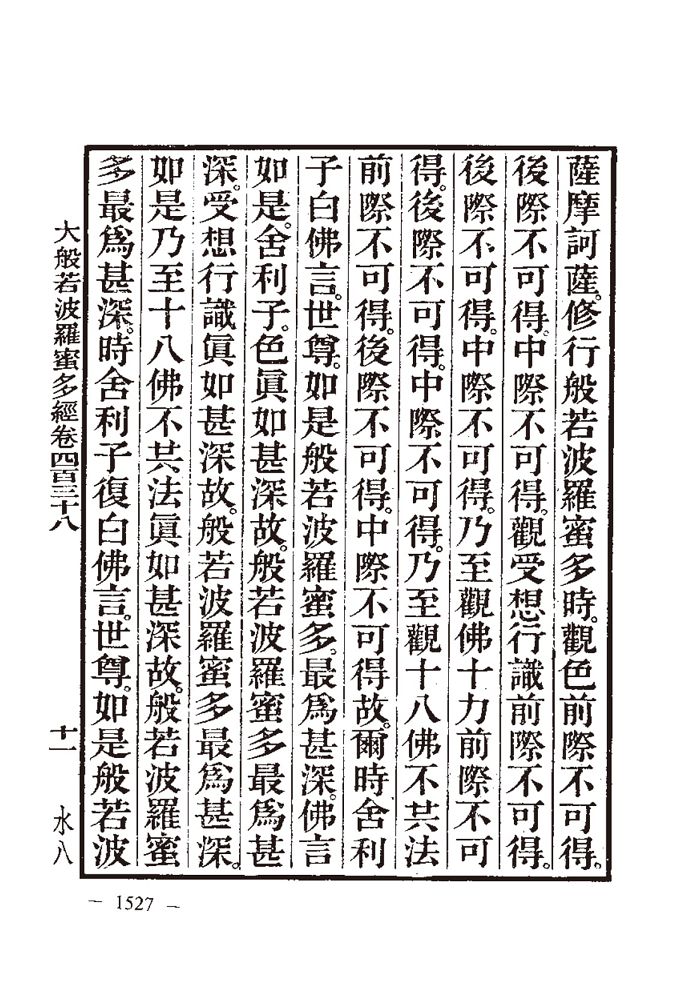 薩摩訶薩。修行般若波羅蜜多時。觀色前際不可得。
後際不可得。中際不可得。觀受想行識前際不可得。
後際不可得。中際不可得。乃至觀佛十力前際不可
得。後際不可得。中際不可得。乃至觀十八佛不共法
前際不可得。後際不可得。中際不可得故。爾時舍利
子白佛言。世尊。如是般若波羅蜜多。最爲甚深。佛言
如是。舍利子。色眞如甚深故。般若波羅蜜多最爲甚
深。受想行識眞如甚深故。般若波羅蜜多最爲甚深。
如是乃至十八佛不共法眞如甚深故。般若波羅蜜
多最爲甚深。時舍利子復白佛言。世尊。如是般若波
大般若波羅蜜多經卷四百三十八 十一 水八
— 1527 —